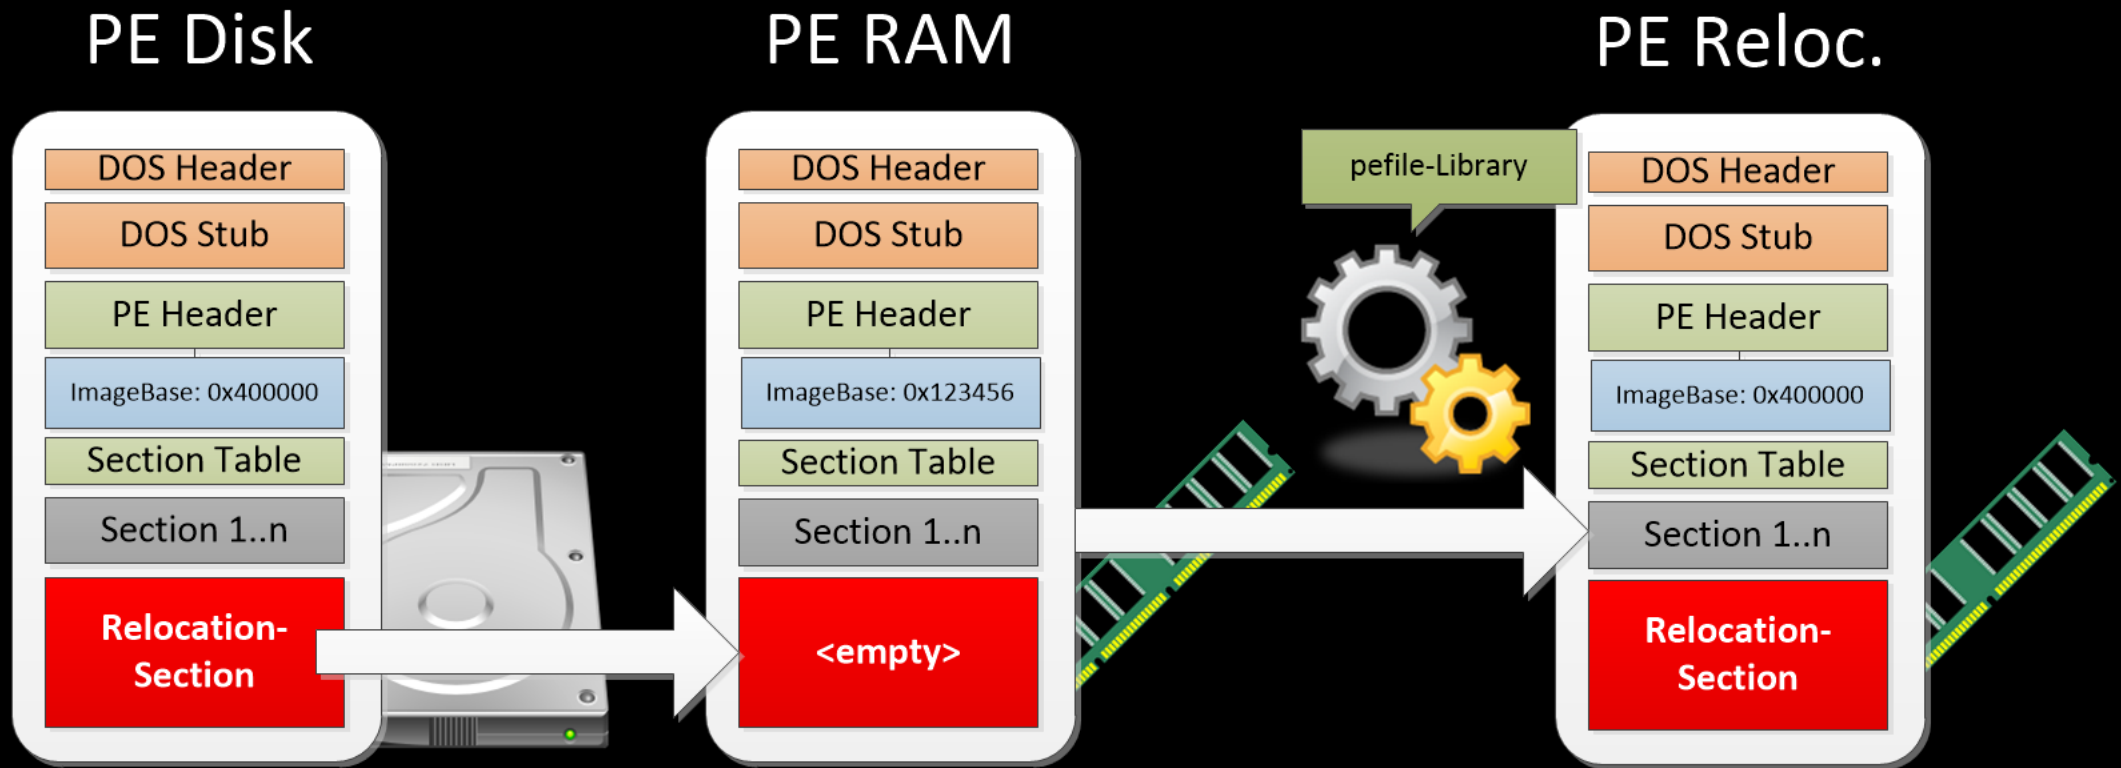 PE Disk
DOS Header
DOS Stub
PE Header
ImageBase: 0x400000
Section Table
Section 1..n
Relocation-
Section
PE RAM
DOS Header
DOS Stub
PE Header
ImageBase: 0x123456
Section Table
Section 1..n
<empty>
pefile-Library
PE Reloc.
DOS Header
DOS Stub
PE Header
ImageBase: 0x400000
Section Table
Section 1..n
Relocation-
Section